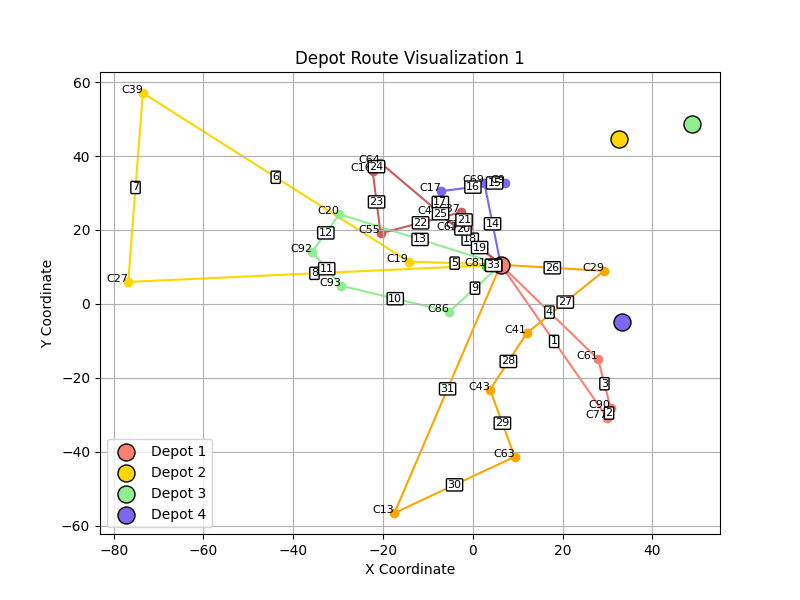 Depot Route Visualization 1
Y Coordinate
60
40
20
0
−20
−40
−60
C39
C64
C17
C69
C20
C55
C92
C19
C81
C29
C27
C93
C86
C41
C61
C43
C90
C63
C13
24
7
6
15
16
17
23
25
21
22
14
12
13
18
19
5
33
26
11
8
10
9
27
4
1
28
3
31
2
29
30
Depot 1
Depot 2
Depot 3
Depot 4
−80
−60
−40
−20
0
20
40
X Coordinate